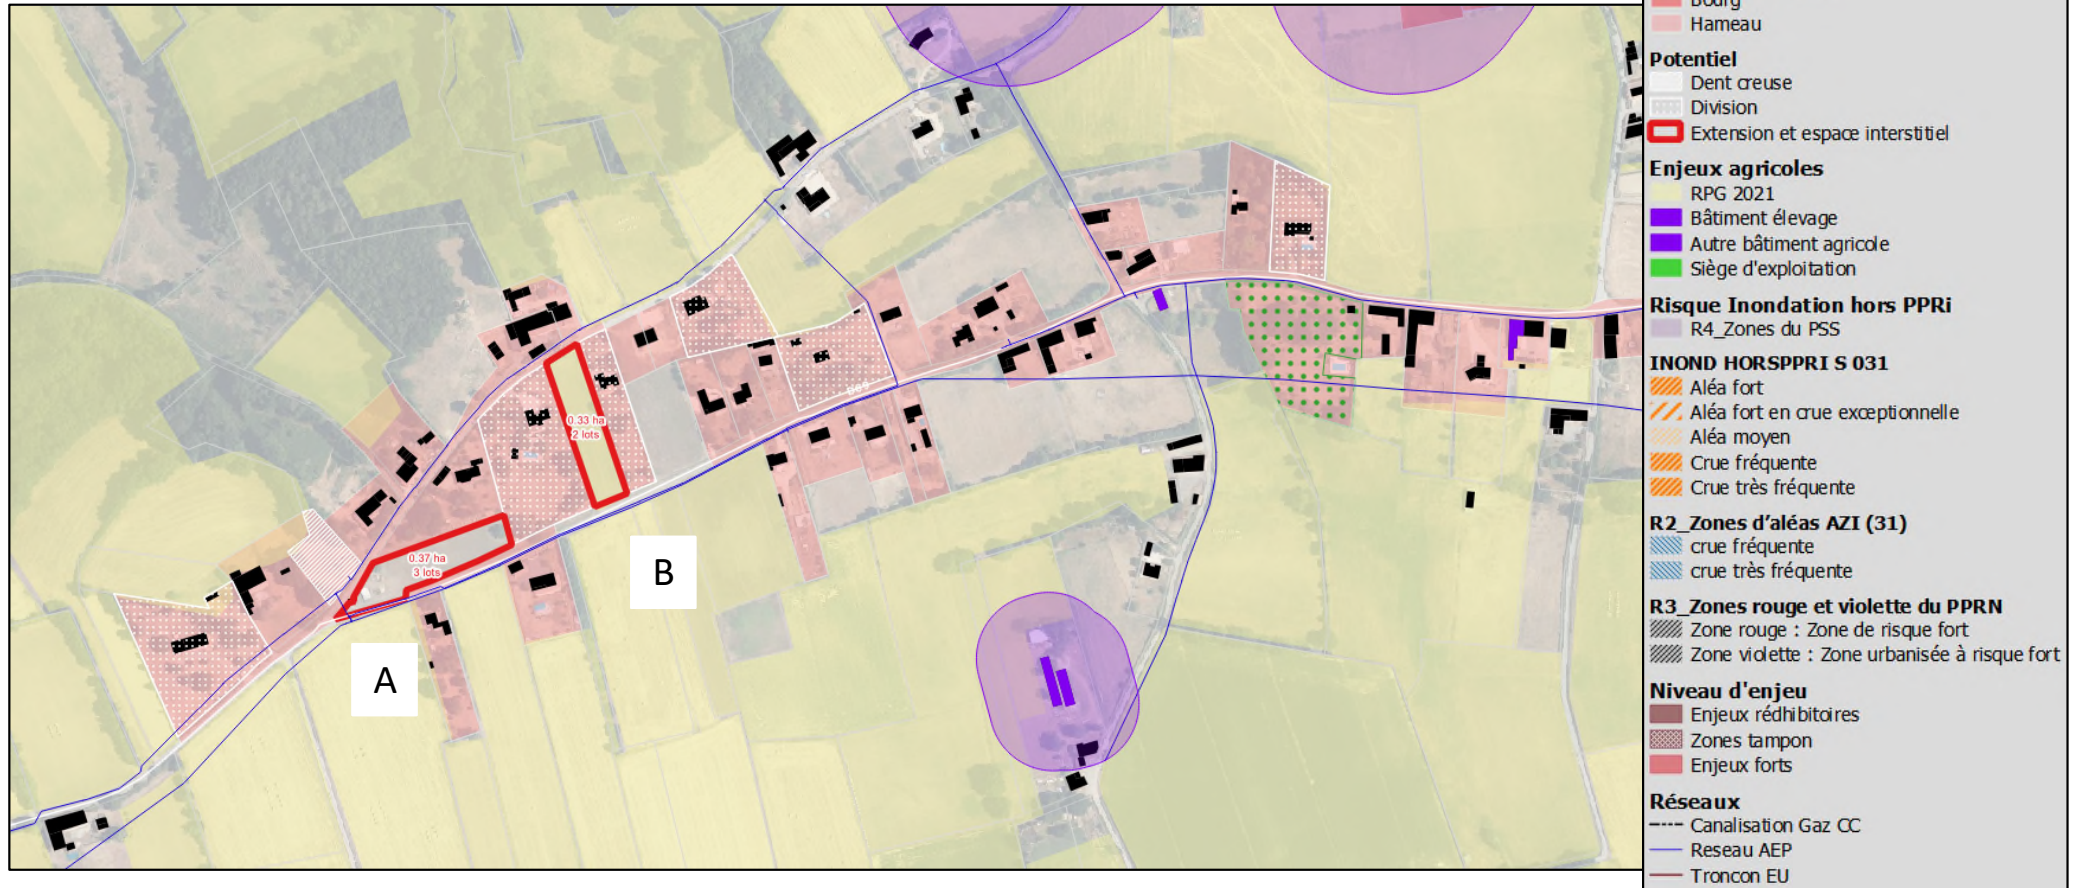 0.33 ha
2 lots
0.37 ha
3 lots
B
A
Bourg
Hameau
Potentiel
Dent creuse
Division
Extension et espace interstitiel
Enjeux agricoles
RPG 2021
Bâtiment élevage
Autre bâtiment agricole
Siège d'exploitation
Risque Inondation hors PPRi
R4_Zones du PSS
INOND HORSPPRI S 031
Aléa fort
Aléa fort en crue exceptionnelle
Aléa moyen
Crue fréquente
Crue très fréquente
R2_Zones d’aléas AZI (31)
crue fréquente
crue très fréquente
R3_Zones rouge et violette du PPRN
Zone rouge : Zone de risque fort
Zone violette : Zone urbanisée à risque fort
Niveau d'enjeu
Enjeux rédhibitoires
Zones tampon
Enjeux forts
Réseaux
Canalisation Gaz CC
Reseau AEP
Troncon EU